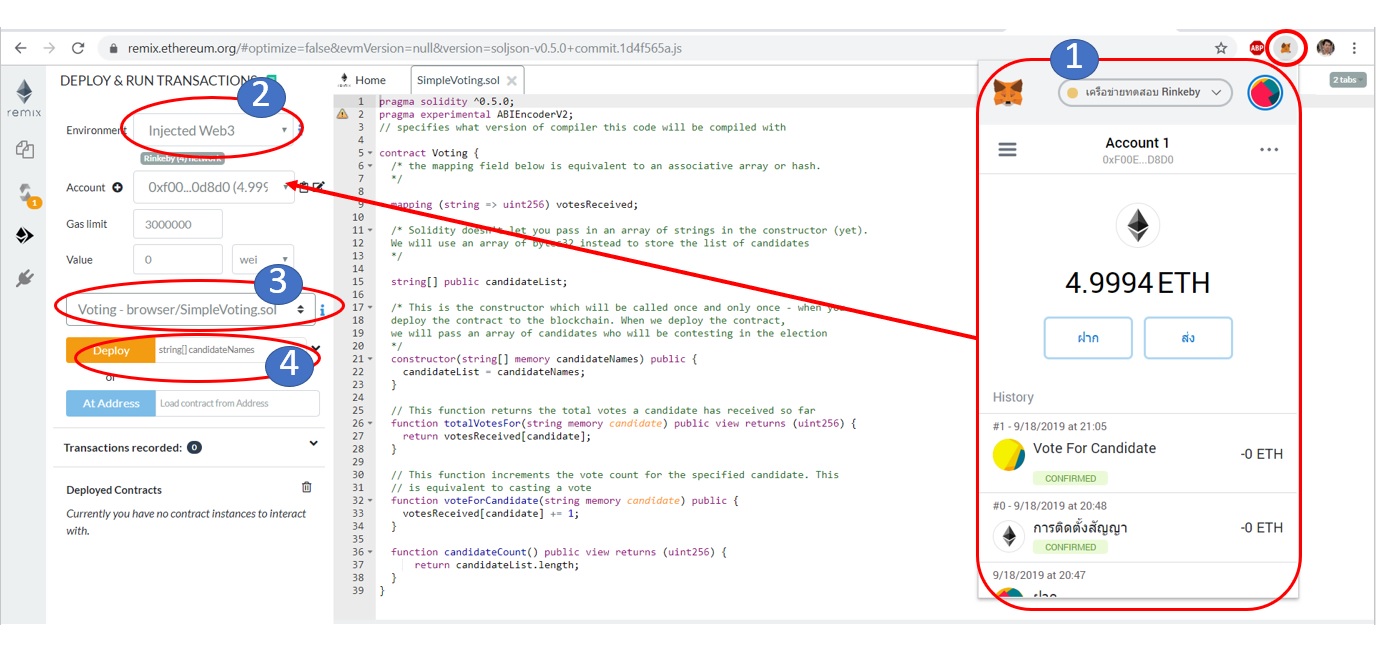 remix.ethereum.org/#optimize=false&evmVersion=null&version=soljson-v0.5.0+commit.1d4f565a.js
ABP
1
2 tabs
remix
1
DEPLOY & RUN TRANSACTIONS
2
Environment
Injected Web3
Rinkeby (4) network
Account
0xf00...0d8d0 (4.999
Gas limit
3000000
Value
0
wei
3
Voting - browser/SimpleVoting.sol
Deploy
string[] candidateNames
4
or
At Address
Load contract from Address
Transactions recorded: 0
Deployed Contracts
Currently you have no contract instances to interact
with.
Home
SimpleVoting.sol
1 pragma solidity ^0.5.0;
2 pragma experimental ABIEncoderV2;
3 // specifies what version of compiler this code will be compiled with
4
5 contract Voting {
6 /* the mapping field below is equivalent to an associative array or hash.
7 */
8
9 mapping (string => uint256) votesReceived;
10
11 /* Solidity doesn't let you pass in an array of strings in the constructor (yet).
12 We will use an array of bytes32 instead to store the list of candidates
13 */
14
15 string[] public candidateList;
16
17 /* This is the constructor which will be called once and only once - when you
18 deploy the contract to the blockchain. When we deploy the contract,
19 we will pass an array of candidates who will be contesting in the election
20 */
21 constructor(string[] memory candidateNames) public {
22 candidateList = candidateNames;
23 }
24
25 // This function returns the total votes a candidate has received so far
26 function totalVotesFor(string memory candidate) public view returns (uint256) {
27 return votesReceived[candidate];
28 }
29
30 // This function increments the vote count for the specified candidate. This
31 // is equivalent to casting a vote
32 function voteForCandidate(string memory candidate) public {
33 votesReceived[candidate] += 1;
34 }
35
36 function candidateCount() public view returns (uint256) {
37 return candidateList.length;
38 }
39 }
เครือข่ายทดสอบ Rinkeby
Account 1
0xF00E...D8D0
4.9994 ETH
ฝาก
ส่ง
History
#1 - 9/18/2019 at 21:05
Vote For Candidate
-0 ETH
CONFIRMED
#0 - 9/18/2019 at 20:48
การติดตั้งสัญญา
-0 ETH
CONFIRMED
9/18/2019 at 20:47
ฝาก